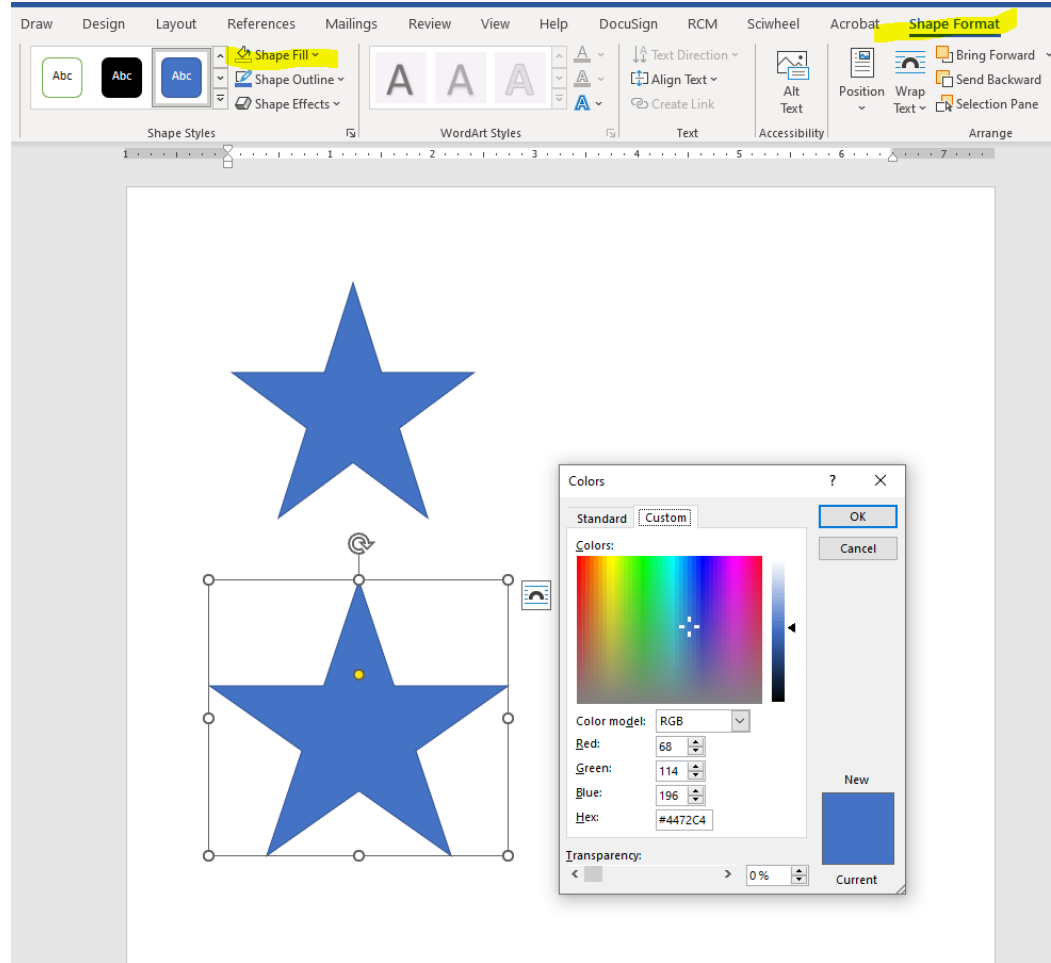 Draw Design Layout References Mailings Review View Help DocuSign RCM Sciwheel Acrobat Shape Format
Abc Abc Abc
Shape Fill
Shape Outline
Shape Effects
Shape Styles
A A A
A
A
A
WordArt Styles
Text Direction
Align Text
Create Link
Text
Alt
Text
Accessibility
Position
Wrap
Text
Bring Forward
Send Backward
Selection Pane
Arrange
1 1 2 3 4 5 6 7
Colors ?
Standard Custom
OK
Cancel
Colors:
Color model: RGB
Red: 68
Green: 114
Blue: 196
Hex: #4472C4
Transparency:
0 %
New
Current